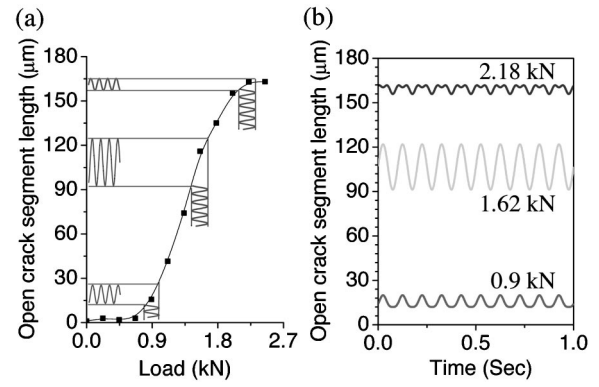 (a)
Open crack segment length (μm)
180
150
120
90
60
30
0
0.0 0.9 1.8 2.7
Load (kN)
(b)
Open crack segment length (μm)
180
150
120
90
60
30
0
2.18 kN
1.62 kN
0.9 kN
0.0 0.5 1.0
Time (Sec)